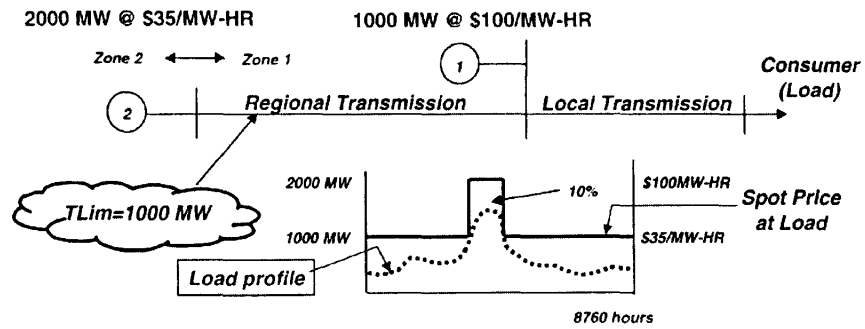 2000 MW @ $35/MW-HR
1000 MW @ $100/MW-HR
Zone 2
Zone 1
1
Consumer
(Load)
2
Regional Transmission
Local Transmission
TLim=1000 MW
2000 MW
10%
$100MW-HR
Spot Price
at Load
1000 MW
$35/MW-HR
Load profile
8760 hours